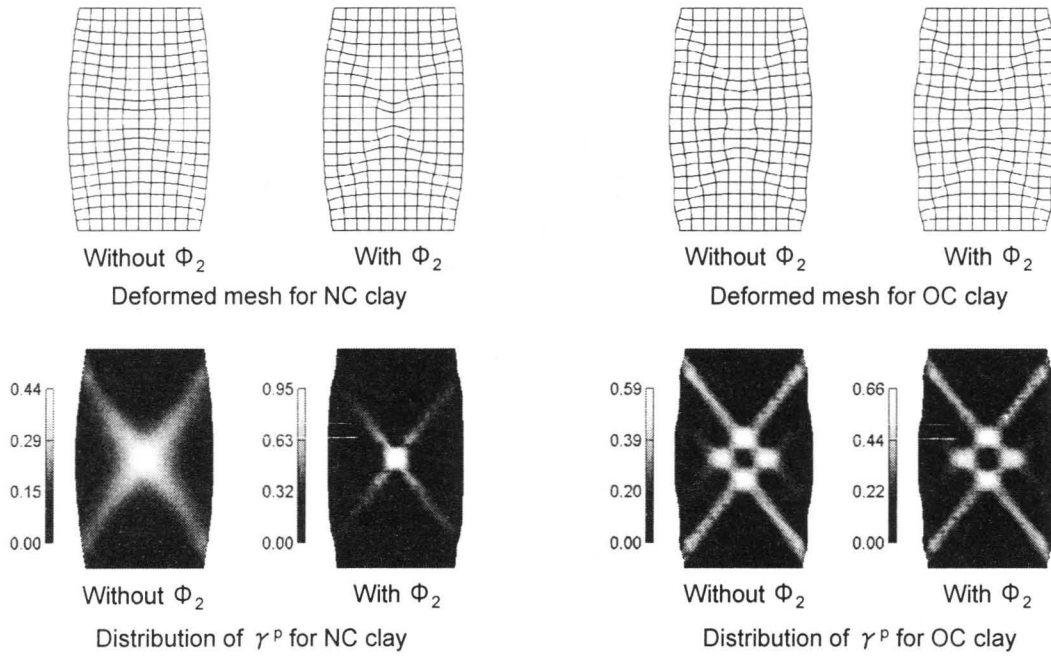 Without Φ2
With Φ2
Deformed mesh for NC clay
Without Φ2
With Φ2
Deformed mesh for OC clay
0.44
0.29
0.15
0.00
Without Φ2
0.95
0.63
0.32
0.00
With Φ2
Distribution of γ p for NC clay
0.59
0.39
0.20
0.00
Without Φ2
0.66
0.44
0.22
0.00
With Φ2
Distribution of γ p for OC clay